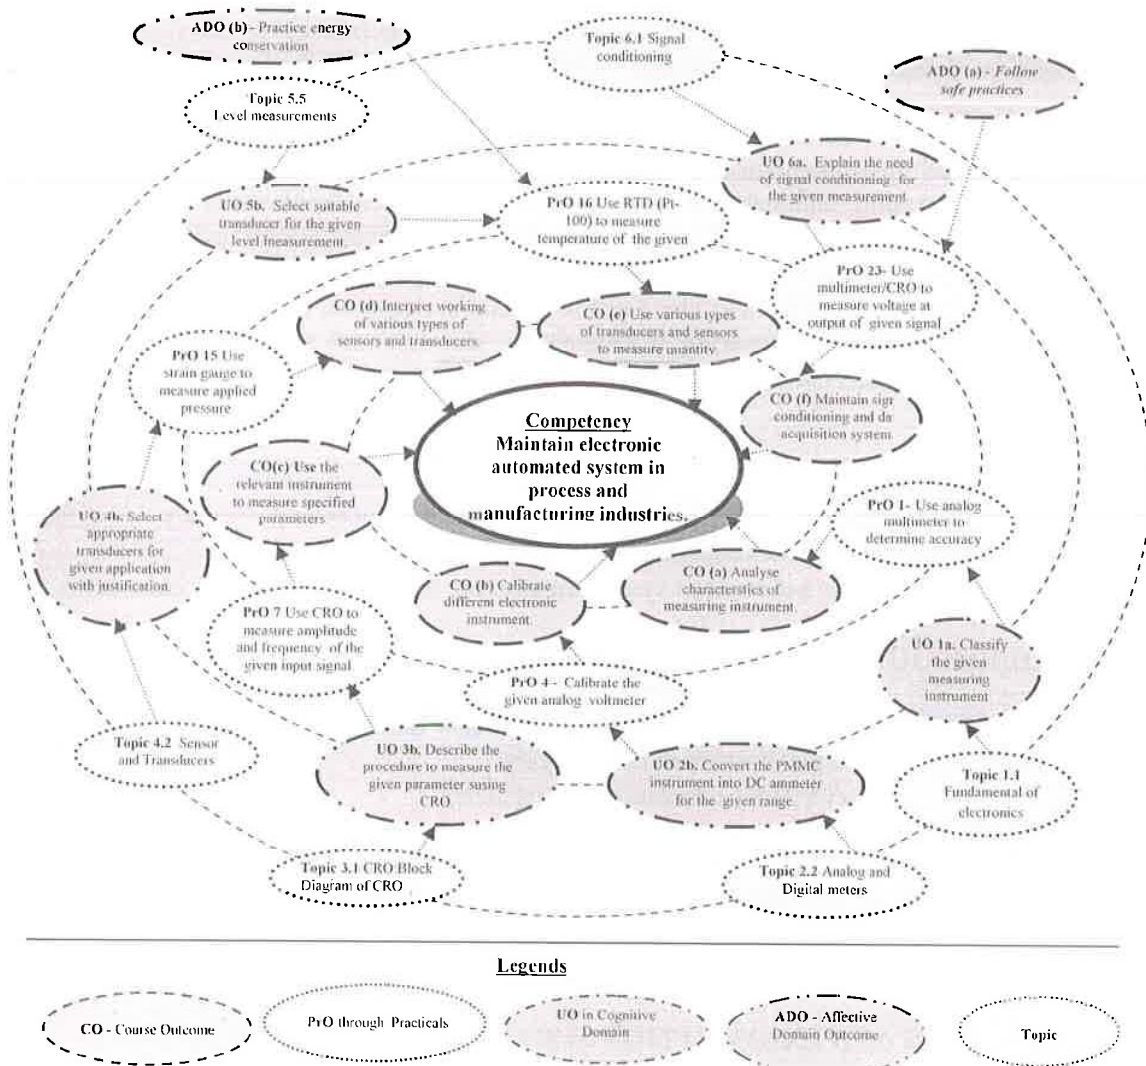 ADO (b) - Practice energy
conservation
Topic 6.1 Signal
conditioning
ADO (a) - Follow
safe practices
Topic 5.5
Level measurements
UO 6a. Explain the need
of signal conditioning for
the given measurement
UO 5b. Select suitable
transducer for the given
level measurement.
PrO 16 Use RTD (Pt-
100) to measure
temperature of the given
PrO 23- Use
multimeter/CRO to
measure voltage at
output of given signal
CO (d) Interpret working
of various types of
sensors and transducers.
CO (e) Use various types
of transducers and sensors
to measure quantity.
PrO 15 Use
strain gauge to
measure applied
pressure
CO (f) Maintain sign
conditioning and da
acquisition system.
Competency
Maintain electronic
automated system in
process and
manufacturing industries.
CO(c) Use the
relevant instrument
to measure specified
parameters
UO 4b. Select
appropriate
transducers for
given application
with justification.
PrO 1- Use analog
multimeter to
determine accuracy
CO (b) Calibrate
different electronic
instrument.
CO (a) Analyse
characterstics of
measuring instrument.
PrO 7 Use CRO to
measure amplitude
and frequency of the
given input signal
UO 1a. Classify
the given
measuring
instrument
PrO 4 - Calibrate the
given analog voltmeter
Topic 4.2 Sensor
and Transducers
UO 3b. Describe the
procedure to measure the
given parameter susing
CRO
UO 2b. Convert the PMMC
instrument into DC ammeter
for the given range.
Topic 1.1
Fundamental of
electronics
Topic 3.1 CRO Block
Diagram of CRO
Topic 2.2 Analog and
Digital meters
Legends
CO - Course Outcome
PrO through Practicals
UO in Cognitive
Domain
ADO - Affective
Domain Outcome
Topic